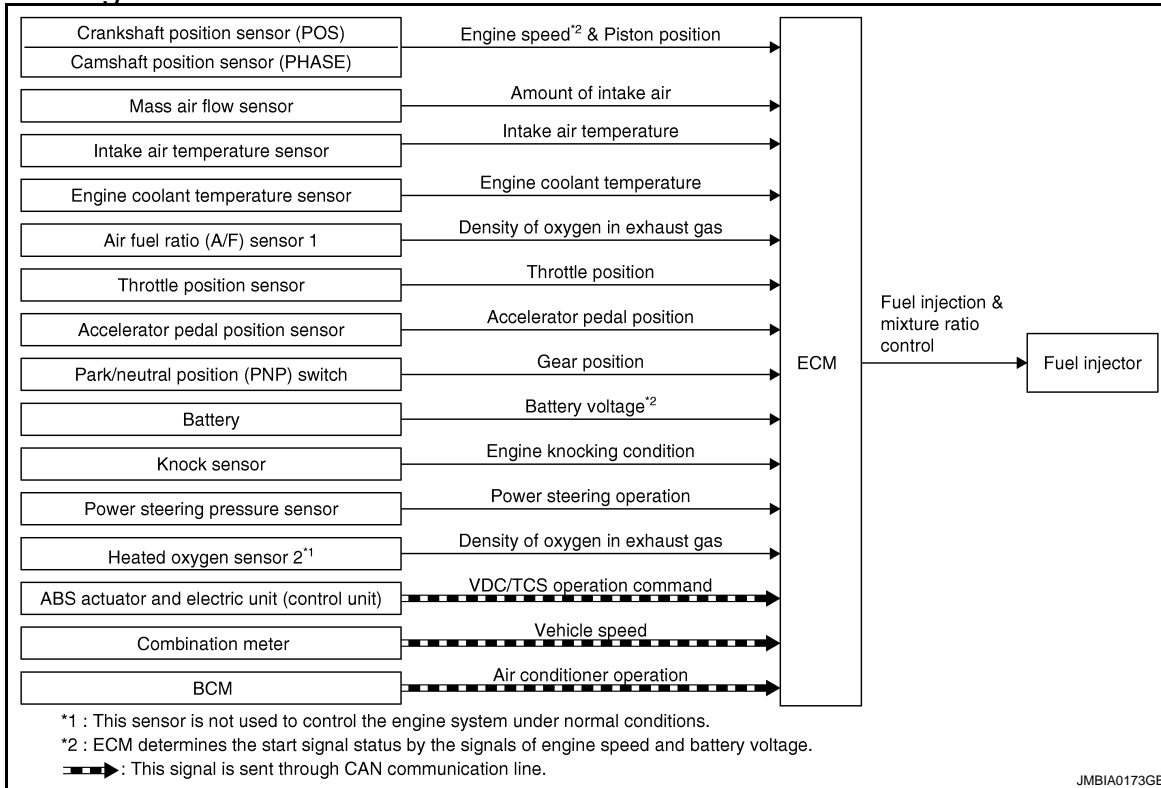 Crankshaft position sensor (POS)
Engine speed*2 & Piston position
Camshaft position sensor (PHASE)
Mass air flow sensor
Amount of intake air
Intake air temperature sensor
Intake air temperature
Engine coolant temperature sensor
Engine coolant temperature
Air fuel ratio (A/F) sensor 1
Density of oxygen in exhaust gas
Throttle position sensor
Throttle position
Accelerator pedal position sensor
Accelerator pedal position
Park/neutral position (PNP) switch
Gear position
Battery
Battery voltage*2
Knock sensor
Engine knocking condition
Power steering pressure sensor
Power steering operation
Heated oxygen sensor 2*1
Density of oxygen in exhaust gas
ABS actuator and electric unit (control unit)
VDC/TCS operation command
Combination meter
Vehicle speed
BCM
Air conditioner operation
ECM
Fuel injection &
mixture ratio
control
Fuel injector
*1 : This sensor is not used to control the engine system under normal conditions.
*2 : ECM determines the start signal status by the signals of engine speed and battery voltage.
: This signal is sent through CAN communication line.